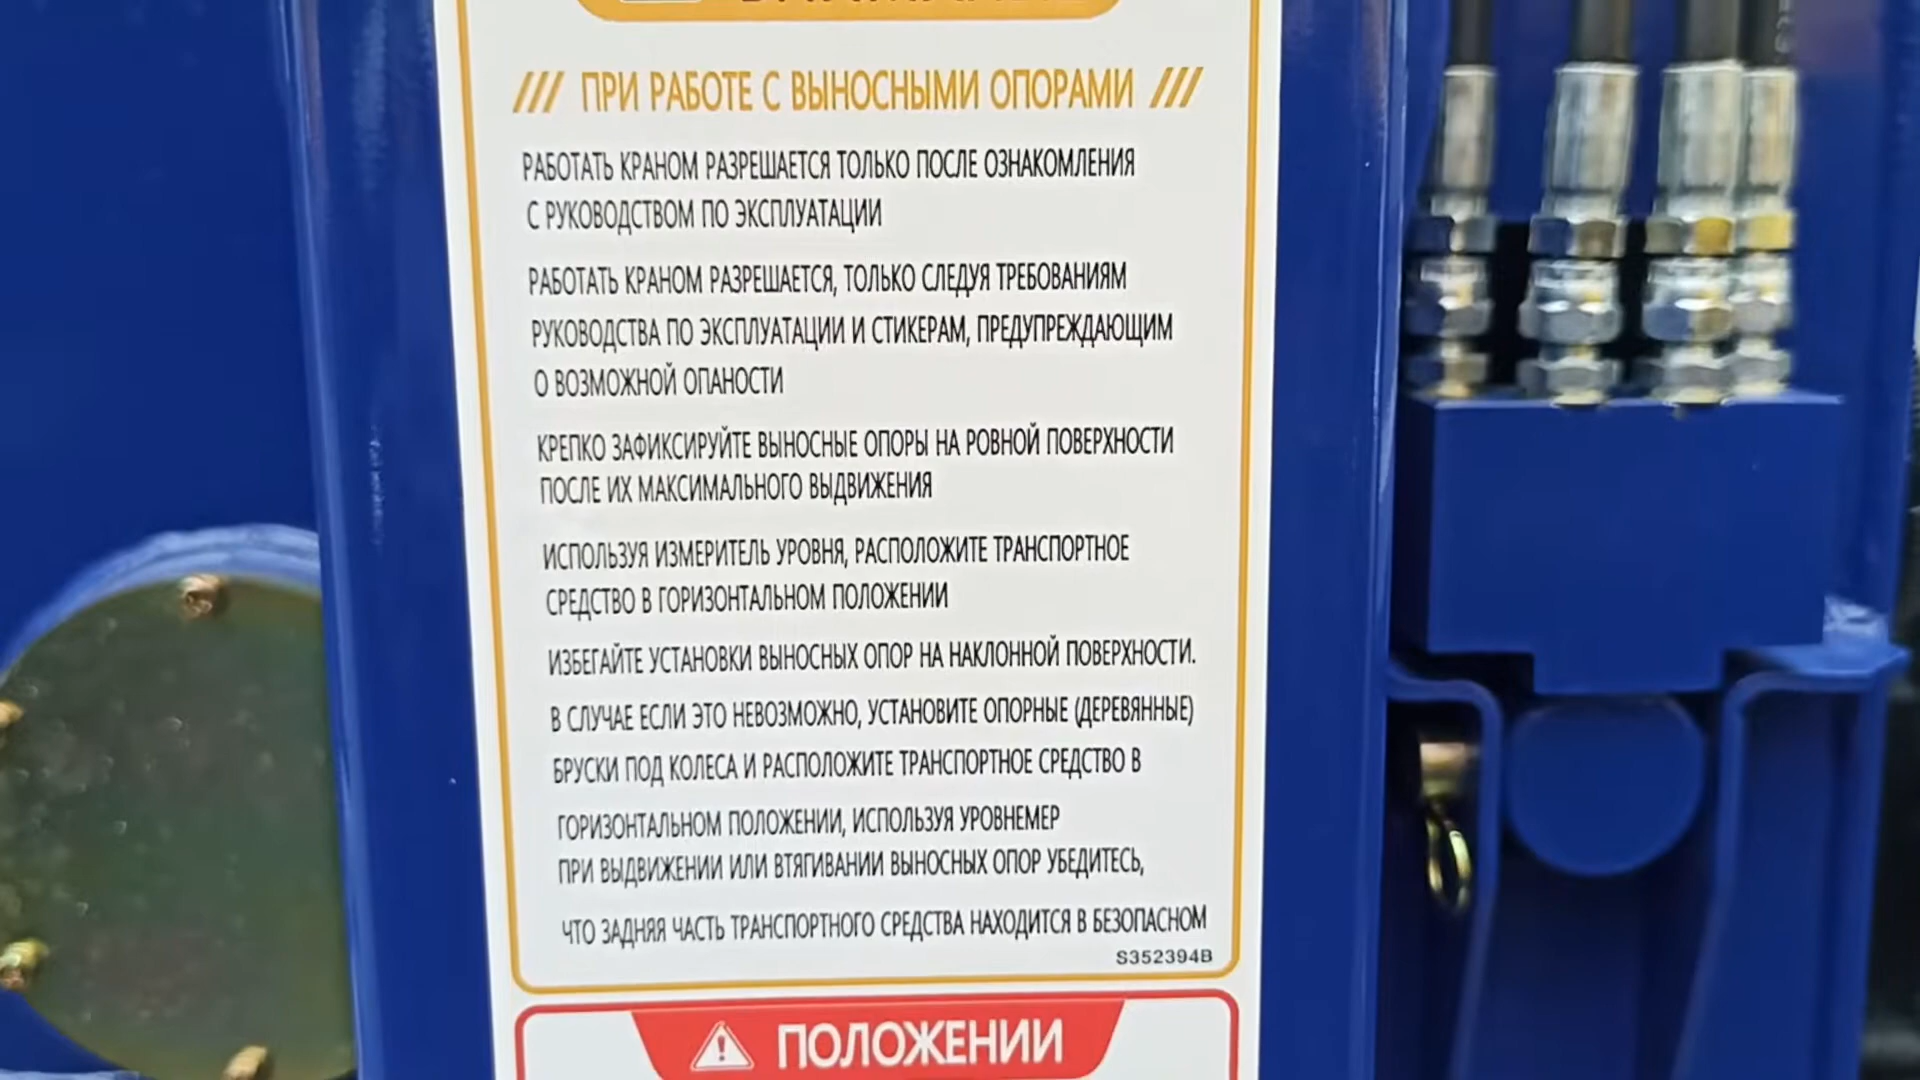 /// ПРИ РАБОТЕ С ВЫНОСНЫМИ ОПОРАМИ ///
РАБОТАТЬ КРАНОМ РАЗРЕШАЕТСЯ ТОЛЬКО ПОСЛЕ ОЗНАКОМЛЕНИЯ
С РУКОВОДСТВОМ ПО ЭКСПЛУАТАЦИИ
РАБОТАТЬ КРАНОМ РАЗРЕШАЕТСЯ, ТОЛЬКО СЛЕДУЯ ТРЕБОВАНИЯМ
РУКОВОДСТВА ПО ЭКСПЛУАТАЦИИ И СТИКЕРАМ, ПРЕДУПРЕЖДАЮЩИМ
О ВОЗМОЖНОЙ ОПАНОСТИ
КРЕПКО ЗАФИКСИРУЙТЕ ВЫНОСНЫЕ ОПОРЫ НА РОВНОЙ ПОВЕРХНОСТИ
ПОСЛЕ ИХ МАКСИМАЛЬНОГО ВЫДВИЖЕНИЯ
ИСПОЛЬЗУЯ ИЗМЕРИТЕЛЬ УРОВНЯ, РАСПОЛОЖИТЕ ТРАНСПОРТНОЕ
СРЕДСТВО В ГОРИЗОНТАЛЬНОМ ПОЛОЖЕНИИ
ИЗБЕГАЙТЕ УСТАНОВКИ ВЫНОСНЫХ ОПОР НА НАКЛОННОЙ ПОВЕРХНОСТИ.
В СЛУЧАЕ ЕСЛИ ЭТО НЕВОЗМОЖНО, УСТАНОВИТЕ ОПОРНЫЕ (ДЕРЕВЯННЫЕ)
БРУСКИ ПОД КОЛЕСА И РАСПОЛОЖИТЕ ТРАНСПОРТНОЕ СРЕДСТВО В
ГОРИЗОНТАЛЬНОМ ПОЛОЖЕНИИ, ИСПОЛЬЗУЯ УРОВНЕМЕР
ПРИ ВЫДВИЖЕНИИ ИЛИ ВТЯГИВАНИИ ВЫНОСНЫХ ОПОР УБЕДИТЕСЬ,
ЧТО ЗАДНЯЯ ЧАСТЬ ТРАНСПОРТНОГО СРЕДСТВА НАХОДИТСЯ В БЕЗОПАСНОМ
S352394B
ПОЛОЖЕНИИ